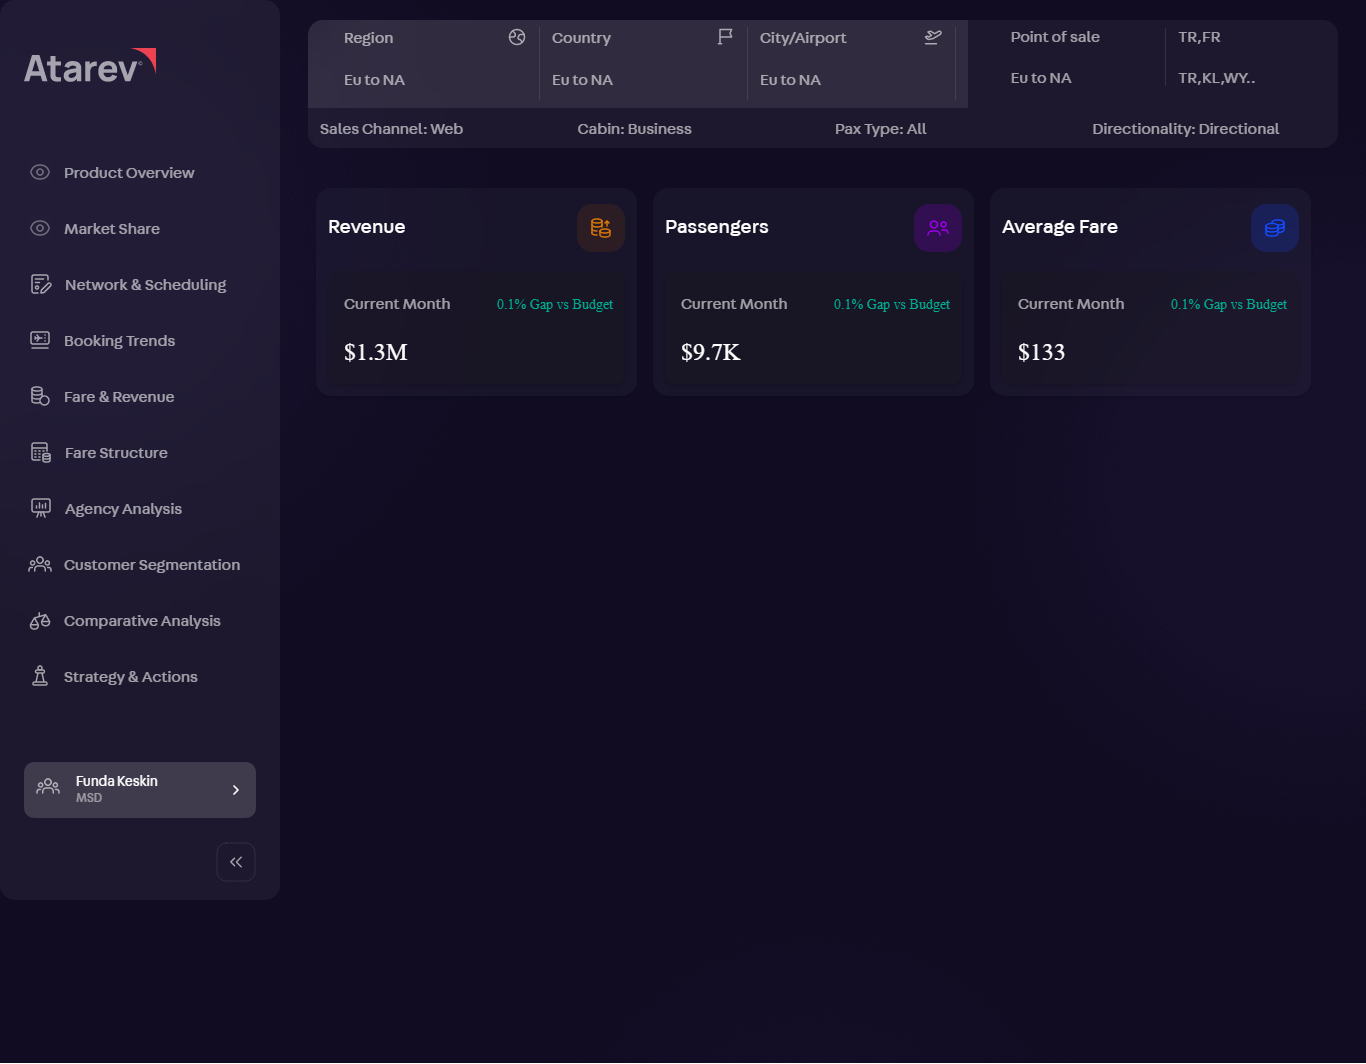 Atarev
Product Overview
Market Share
Network & Scheduling
Booking Trends
Fare & Revenue
Fare Structure
Agency Analysis
Customer Segmentation
Comparative Analysis
Strategy & Actions
Funda Keskin
MSD
Region
Eu to NA
Country
Eu to NA
City/Airport
Eu to NA
Point of sale
Eu to NA
TR,FR
TR,KL,WY..
Sales Channel: Web
Cabin: Business
Pax Type: All
Directionality: Directional
Revenue
Current Month
0.1% Gap vs Budget
$1.3M
Passengers
Current Month
0.1% Gap vs Budget
$9.7K
Average Fare
Current Month
0.1% Gap vs Budget
$133